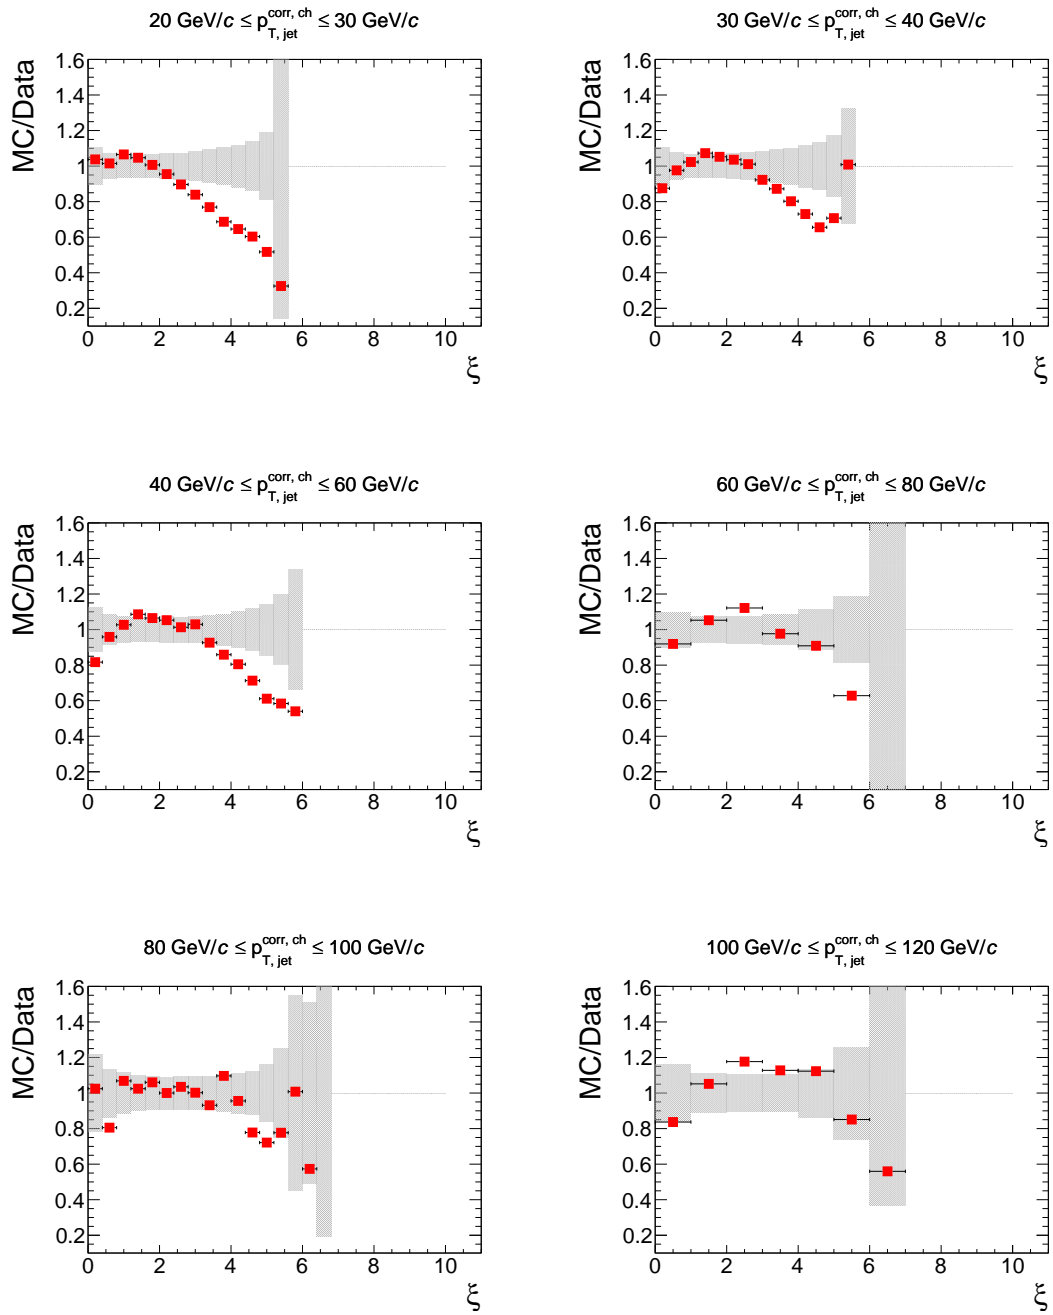 20 GeV/c ≤ p_{T, jet}^{corr, ch} ≤ 30 GeV/c
MC/Data
1.6
1.4
1.2
1
0.8
0.6
0.4
0.2
0 2 4 6 8 10
ξ
30 GeV/c ≤ p_{T, jet}^{corr, ch} ≤ 40 GeV/c
MC/Data
1.6
1.4
1.2
1
0.8
0.6
0.4
0.2
0 2 4 6 8 10
ξ
40 GeV/c ≤ p_{T, jet}^{corr, ch} ≤ 60 GeV/c
MC/Data
1.6
1.4
1.2
1
0.8
0.6
0.4
0.2
0 2 4 6 8 10
ξ
60 GeV/c ≤ p_{T, jet}^{corr, ch} ≤ 80 GeV/c
MC/Data
1.6
1.4
1.2
1
0.8
0.6
0.4
0.2
0 2 4 6 8 10
ξ
80 GeV/c ≤ p_{T, jet}^{corr, ch} ≤ 100 GeV/c
MC/Data
1.6
1.4
1.2
1
0.8
0.6
0.4
0.2
0 2 4 6 8 10
ξ
100 GeV/c ≤ p_{T, jet}^{corr, ch} ≤ 120 GeV/c
MC/Data
1.6
1.4
1.2
1
0.8
0.6
0.4
0.2
0 2 4 6 8 10
ξ